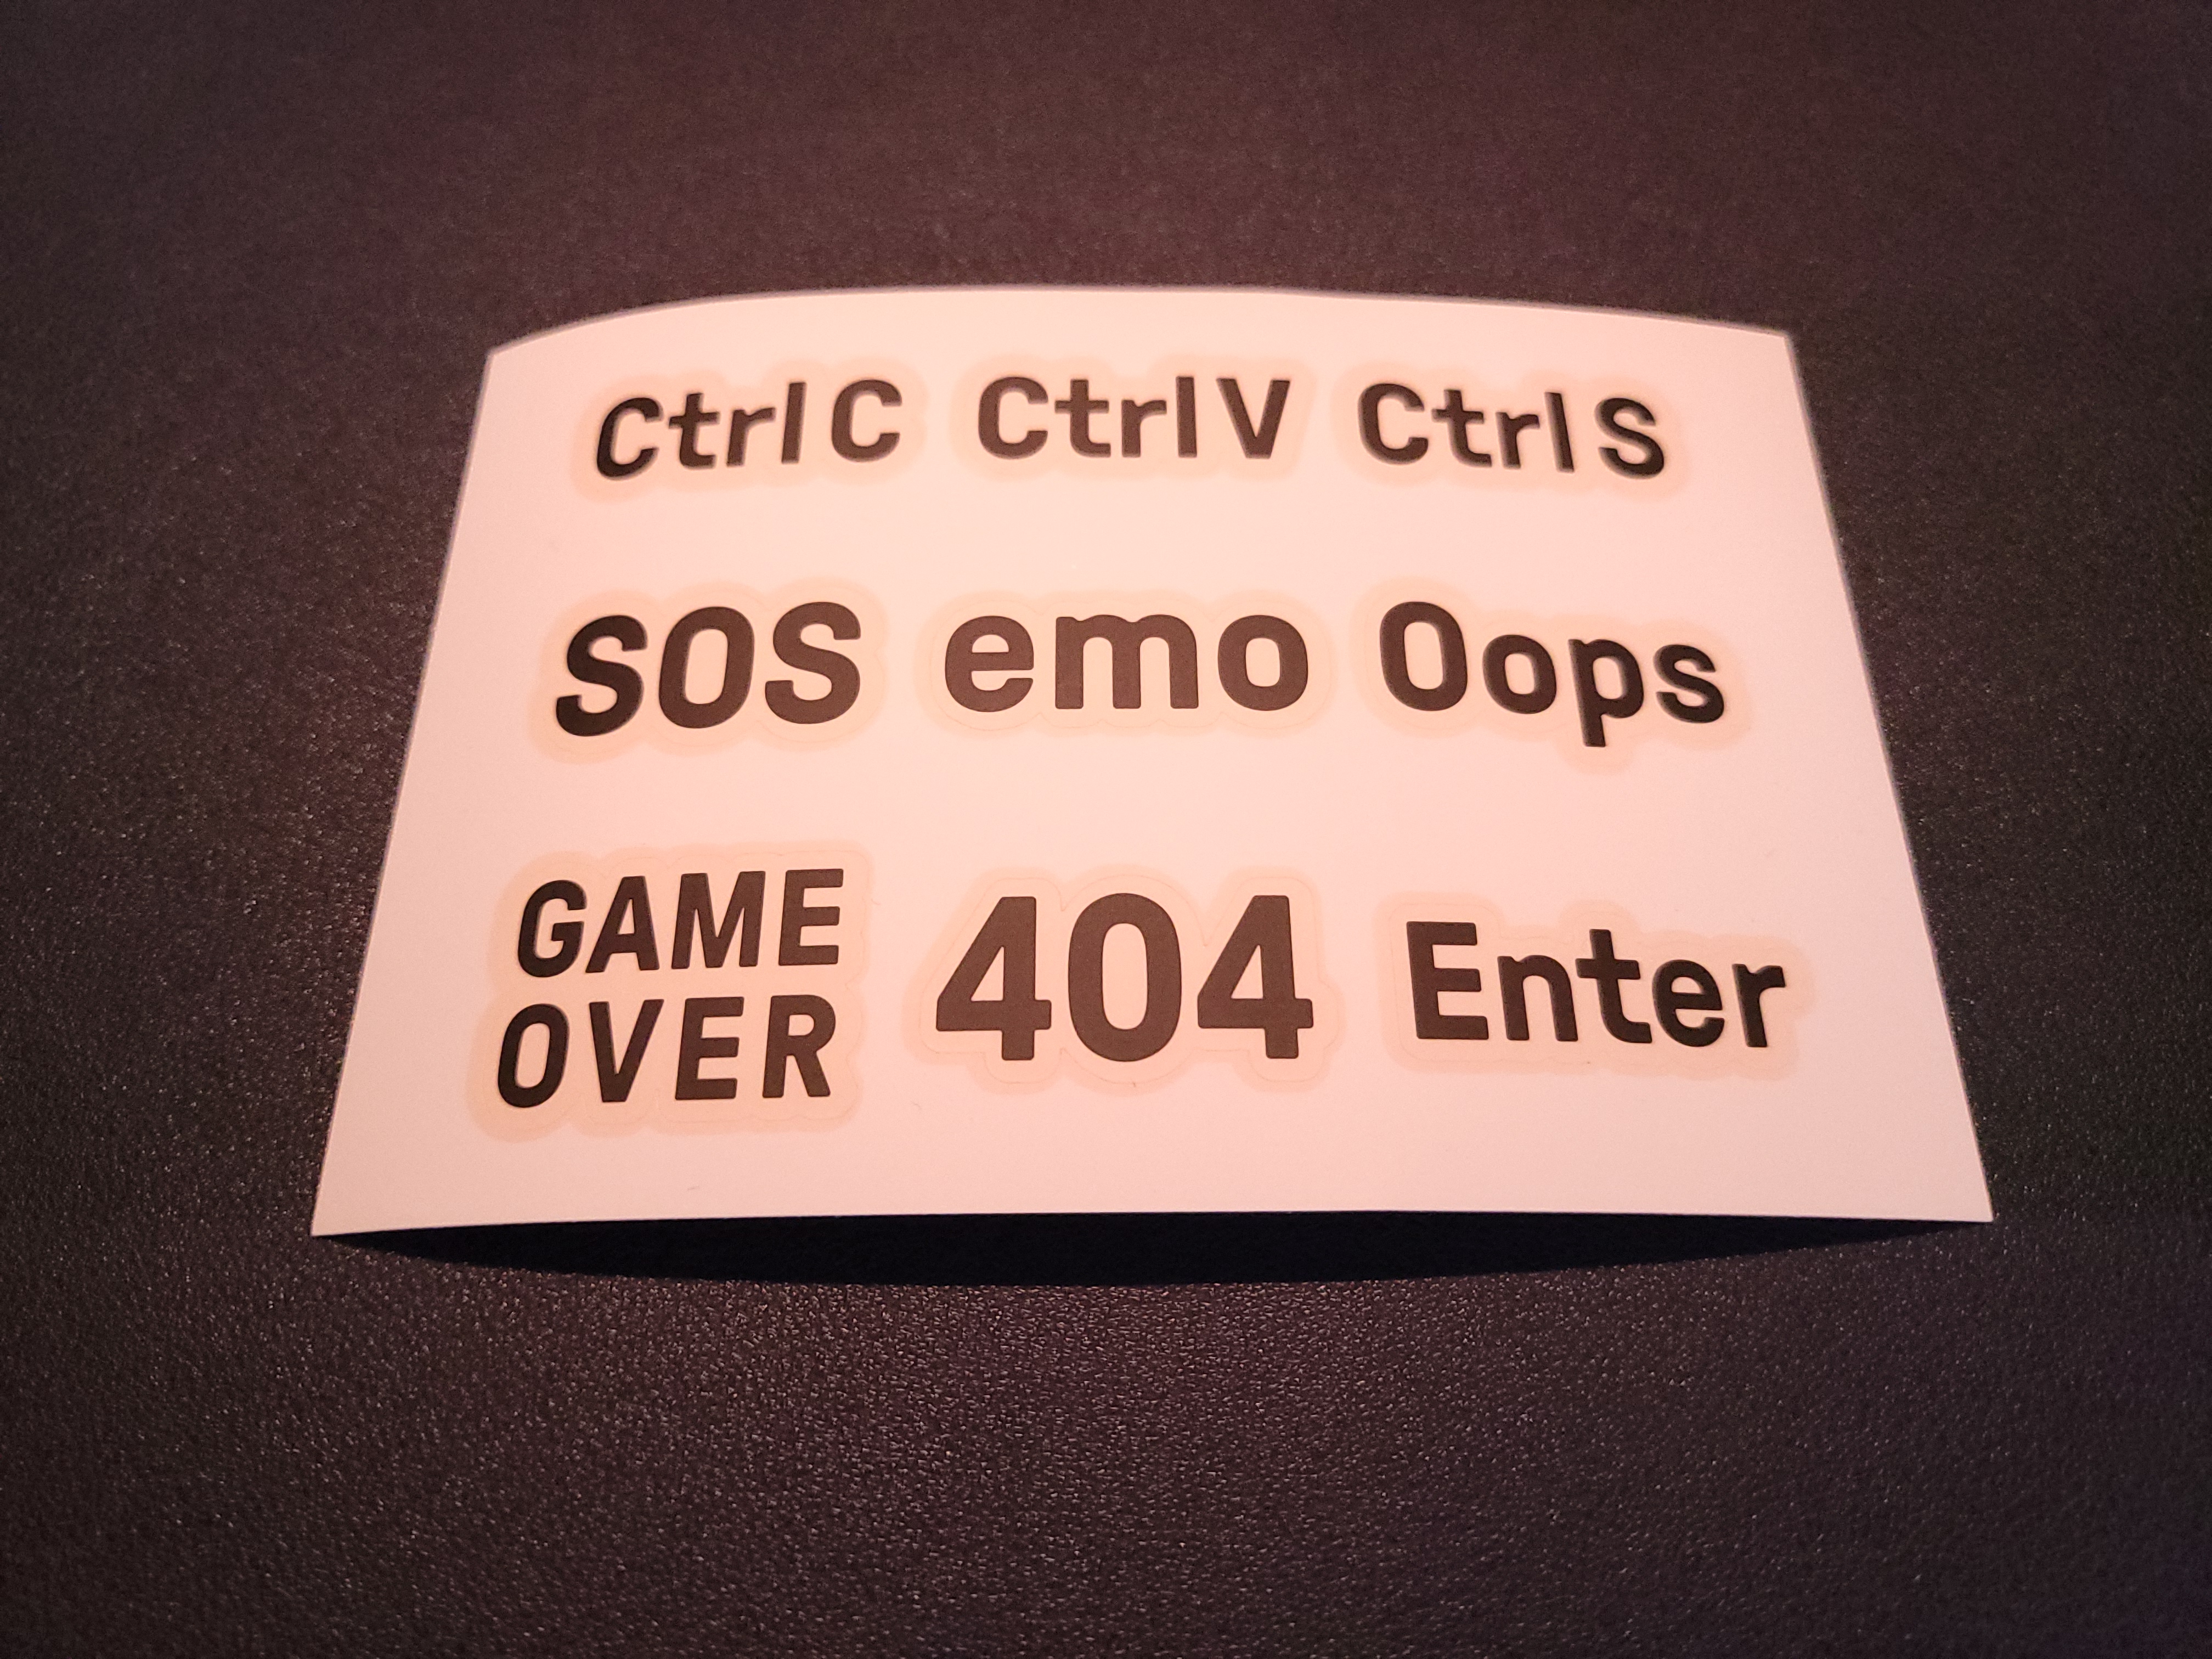 Ctrl C Ctrl V Ctrl S
SOS emo Oops
GAME
OVER
404 Enter